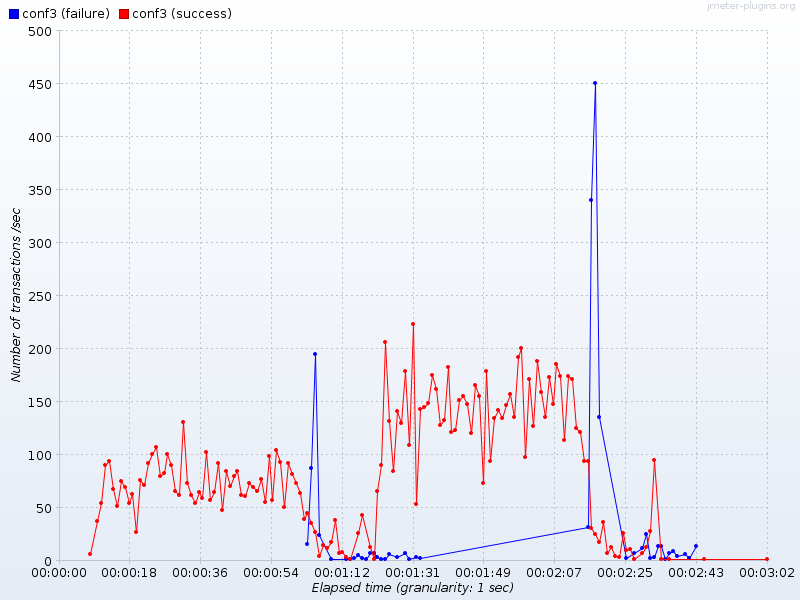 conf3 (failure) conf3 (success)
jmeter-plugins.org
500
450
400
350
300
250
200
150
100
50
0
Number of transactions /sec
00:00:00 00:00:18 00:00:36 00:00:54 00:01:12 00:01:31 00:01:49 00:02:07 00:02:25 00:02:43 00:03:02
Elapsed time (granularity: 1 sec)